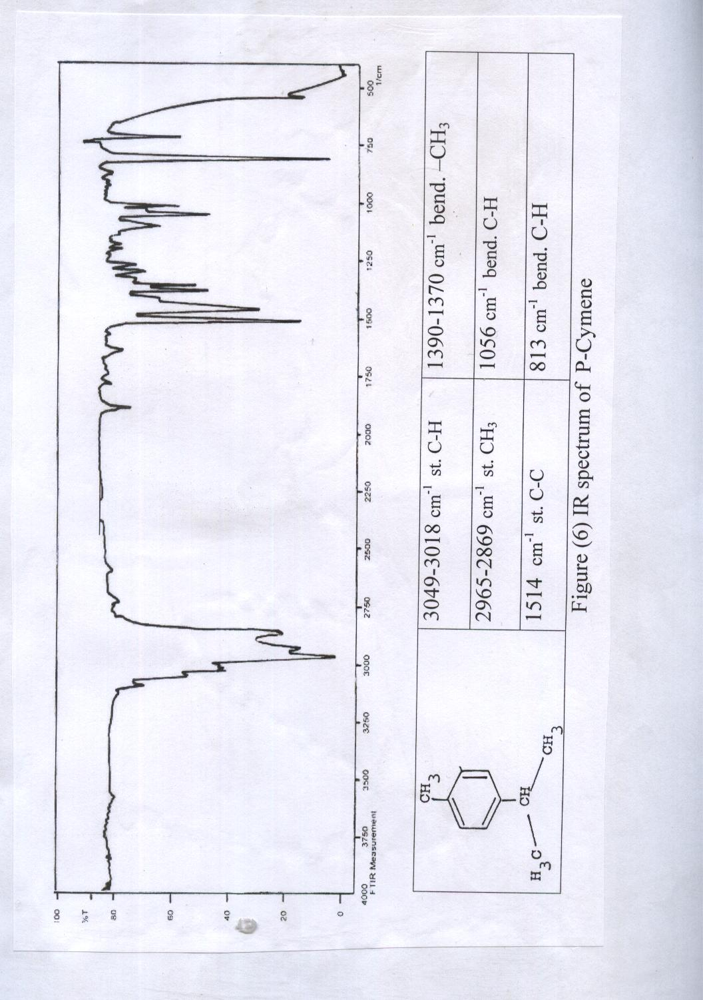 100
%T
80
60
40
20
0
4000 3750 3500 3250 3000 2750 2500 2250 2000 1750 1500 1250 1000 750 500
FTIR Measurement 1/cm
CH3
CH
H3C
CH3
3049-3018 cm-1 st. C-H 1390-1370 cm-1 bend. –CH3
2965-2869 cm-1 st. CH3 1056 cm-1 bend. C-H
1514 cm-1 st. C-C 813 cm-1 bend. C-H
Figure (6) IR spectrum of P-Cymene